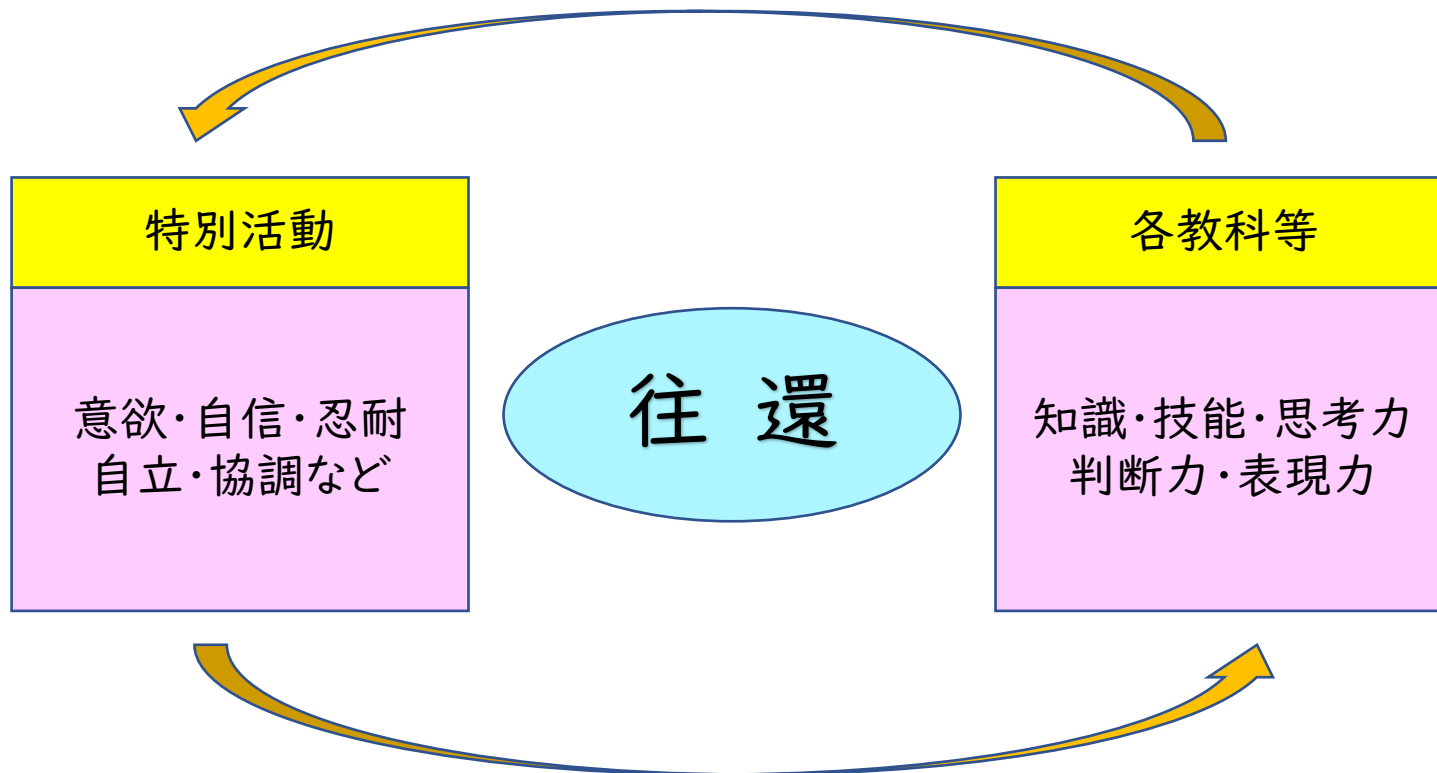 特別活動
意欲・自信・忍耐
自立・協調など
往 還
各教科等
知識・技能・思考力
判断力・表現力